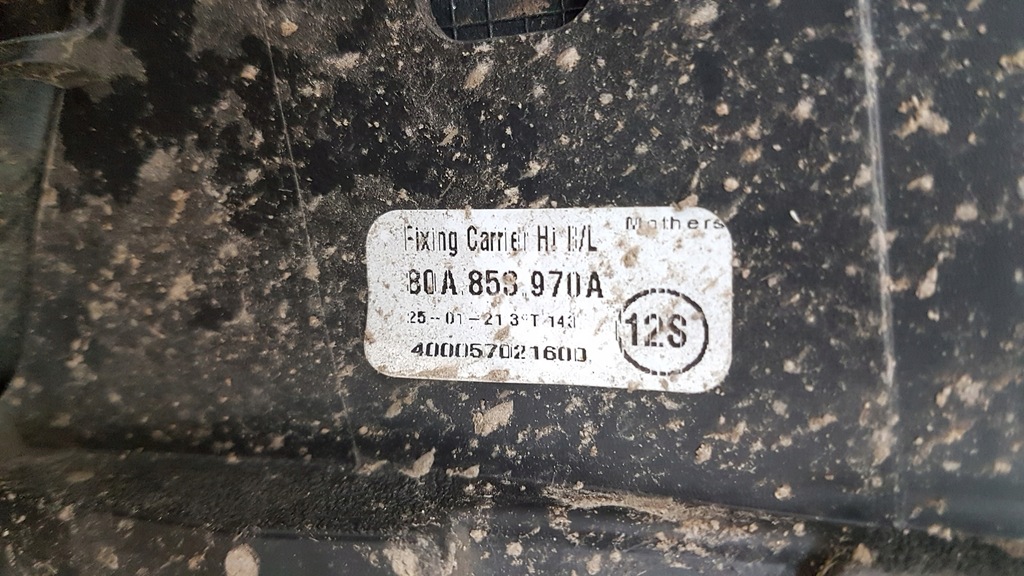 Mothers
Fixing Carrier Hi
80A 853 970A
25-01-21 3°T 143
400057021600
12S